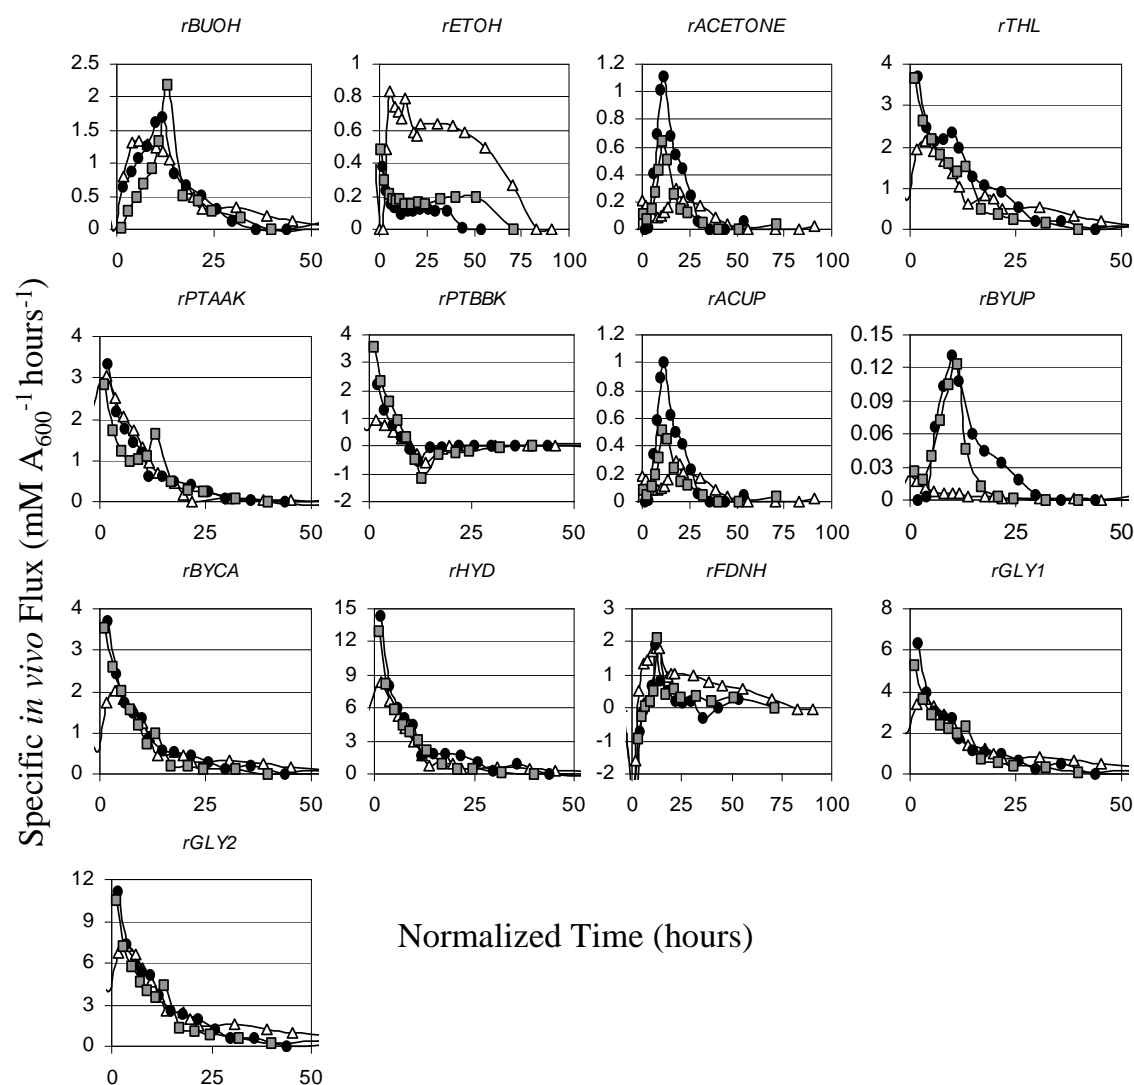 rBUOH
rETOH
rACETONE
rTHL
2.5
2
1.5
1
0.5
0
0 25 50
1
0.8
0.6
0.4
0.2
0
0 25 50 75 100
1.2
1
0.8
0.6
0.4
0.2
0
0 25 50 75 100
4
3
2
1
0
0 25 50
rPTAAK
rPTBBK
rACUP
rBYUP
4
3
2
1
0
0 25 50
4
3
2
1
0
-1
-2
0 25 50
1.2
1
0.8
0.6
0.4
0.2
0
0 25 50 75 100
0.15
0.12
0.09
0.06
0.03
0
0 25 50
rBYCA
rHYD
rFDNH
rGLY1
4
3
2
1
0
0 25 50
15
12
9
6
3
0
0 25 50
3
2
1
0
-1
-2
0 25 50 75 100
8
6
4
2
0
0 25 50
rGLY2
12
9
6
3
0
0 25 50
Specific in vivo Flux (mM A600-1 hours-1)
Normalized Time (hours)